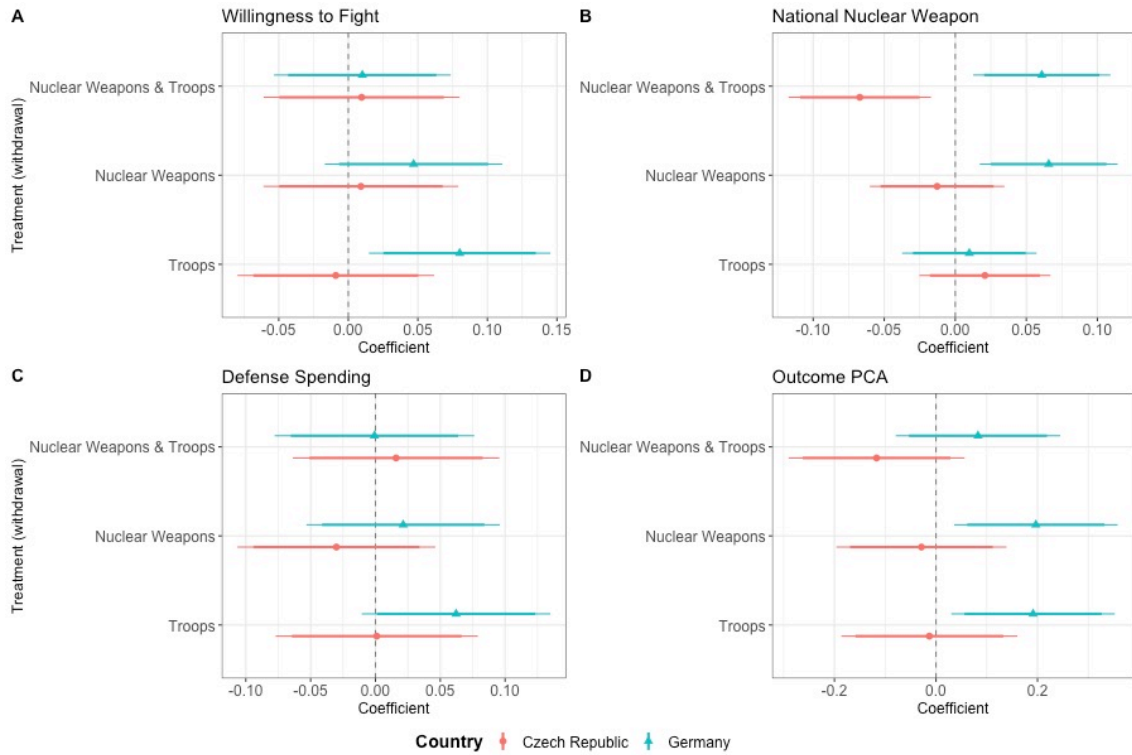 A Willingness to Fight
Treatment (withdrawal)
Nuclear Weapons & Troops
Nuclear Weapons
Troops
-0.05 0.00 0.05 0.10 0.15
Coefficient
B National Nuclear Weapon
Nuclear Weapons & Troops
Nuclear Weapons
Troops
-0.10 -0.05 0.00 0.05 0.10
Coefficient
C Defense Spending
Treatment (withdrawal)
Nuclear Weapons & Troops
Nuclear Weapons
Troops
-0.10 -0.05 0.00 0.05 0.10
Coefficient
D Outcome PCA
Nuclear Weapons & Troops
Nuclear Weapons
Troops
-0.2 0.0 0.2
Coefficient
Country Czech Republic Germany